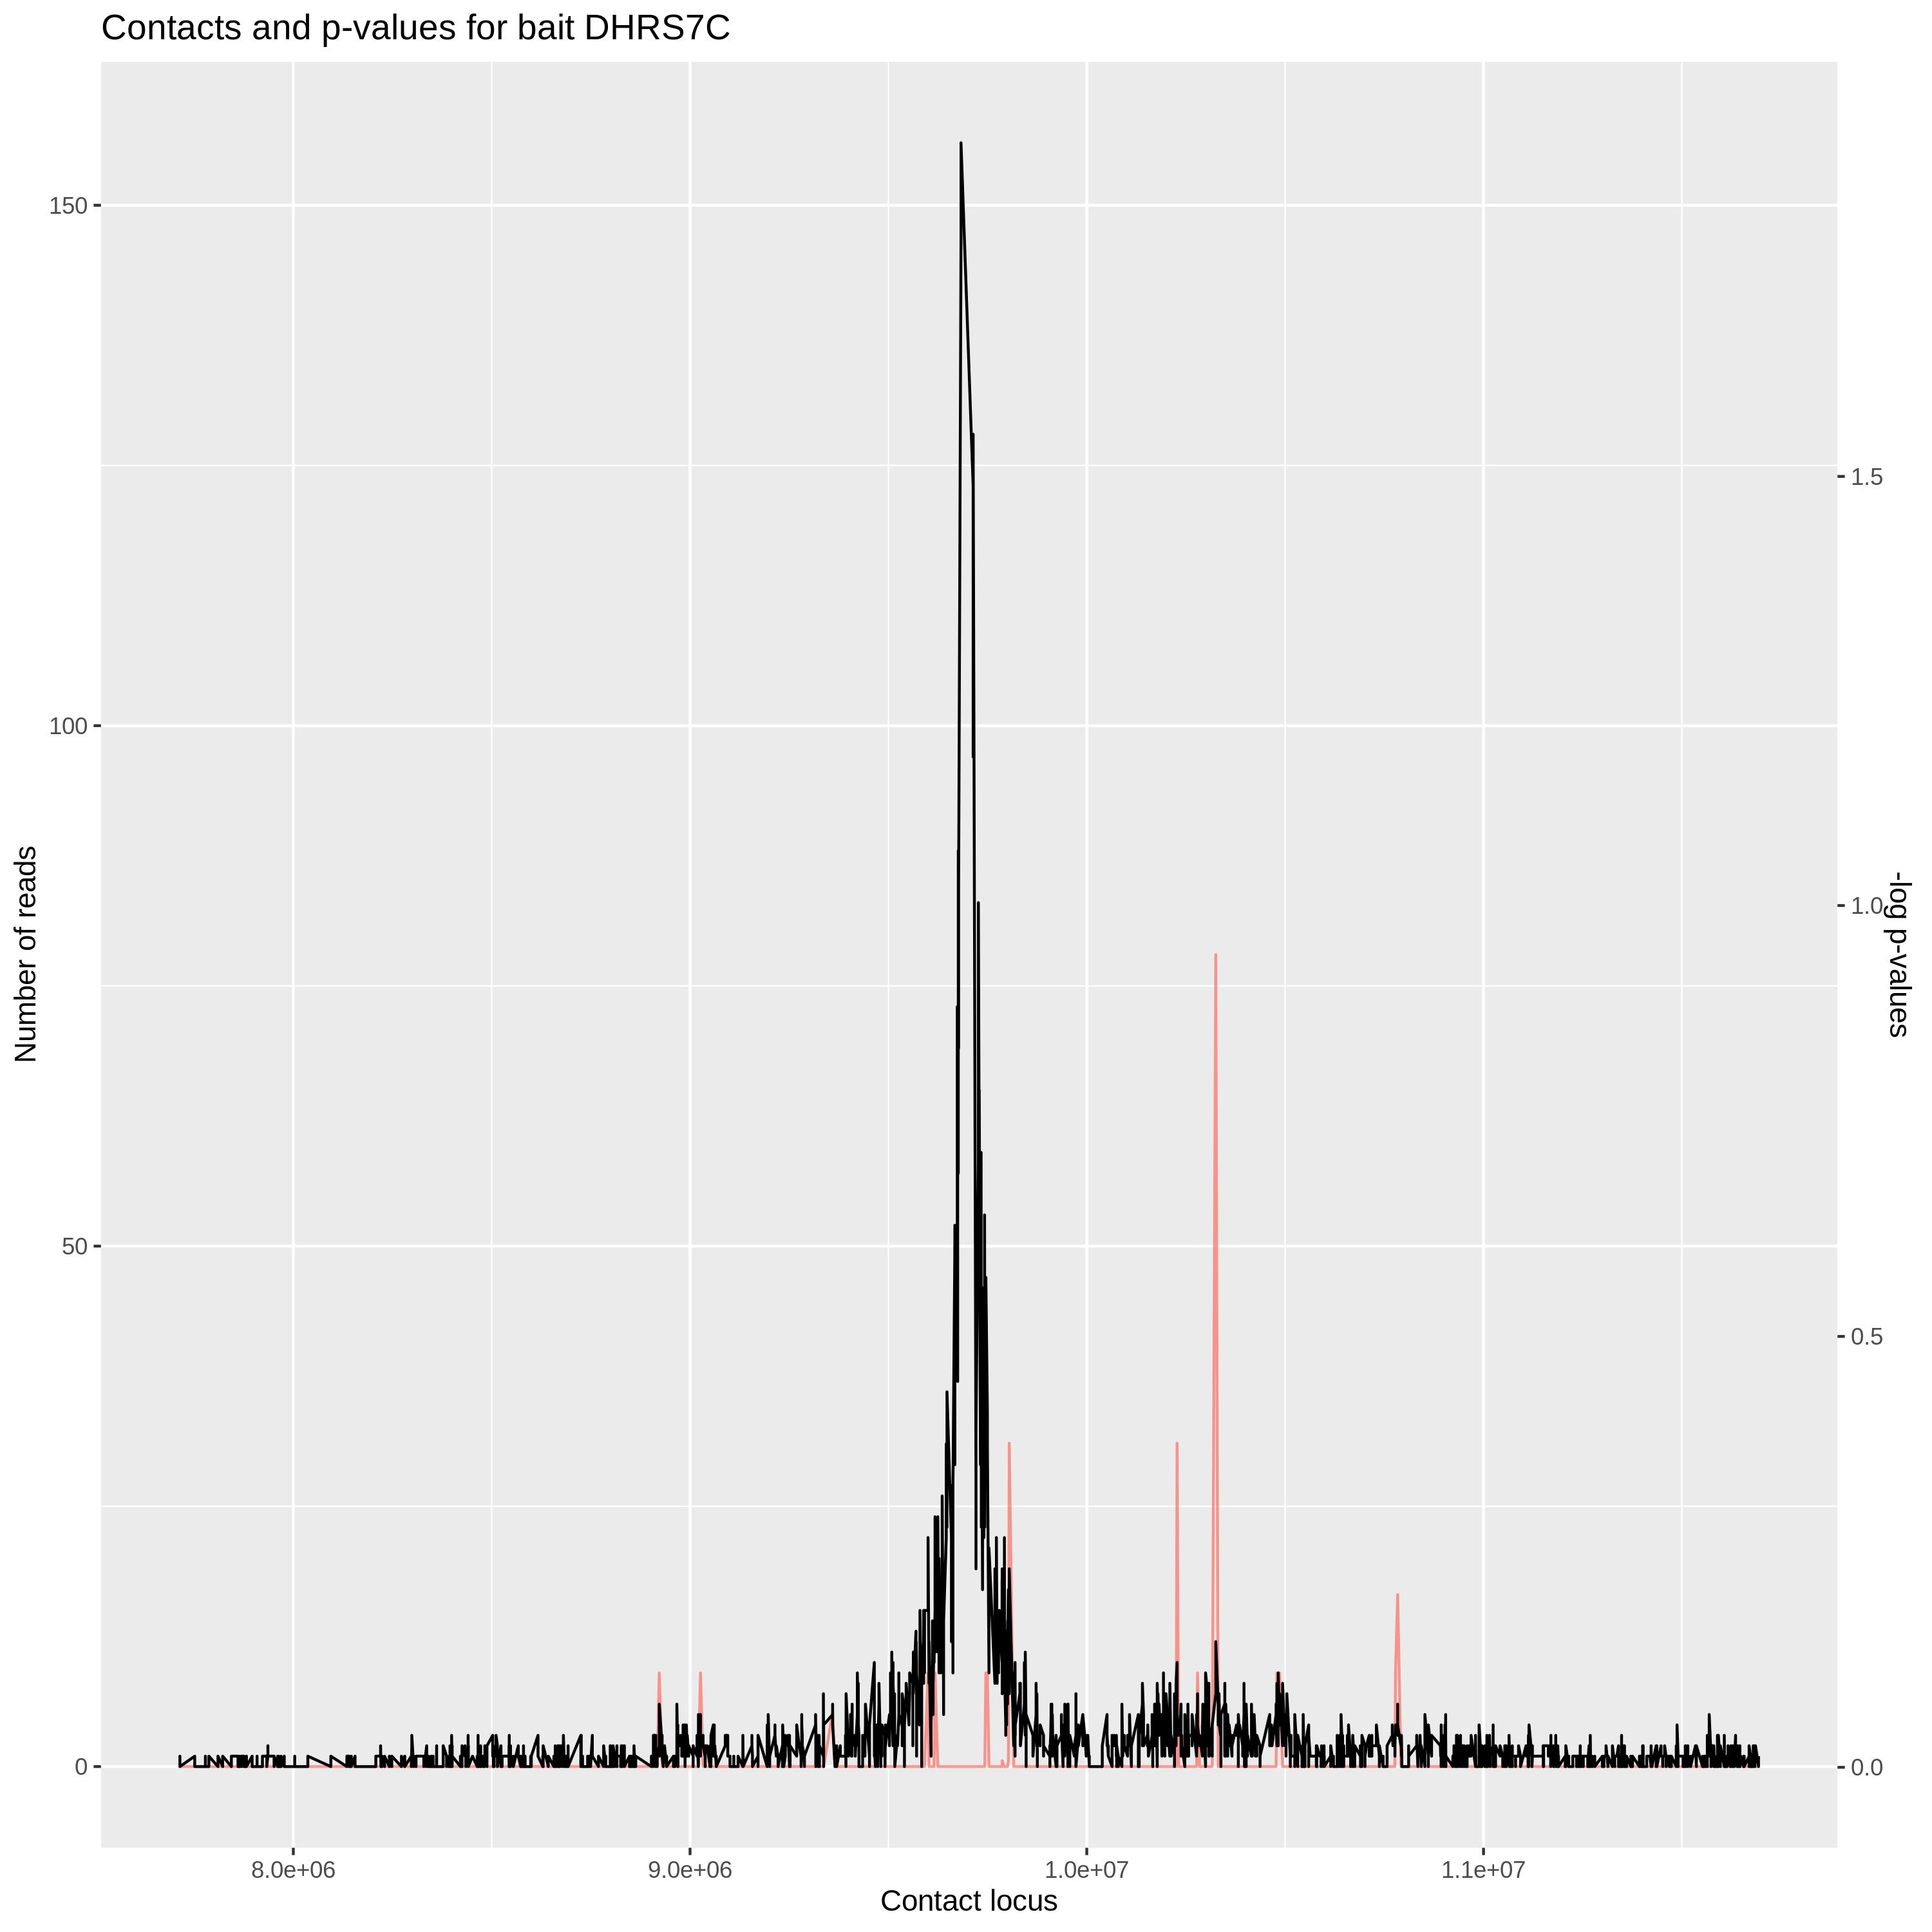 Contacts and p-values for bait DHRS7C
150
100
50
0
Number of reads
1.5
1.0
0.5
0.0
-log p-values
8.0e+06 9.0e+06 1.0e+07 1.1e+07
Contact locus